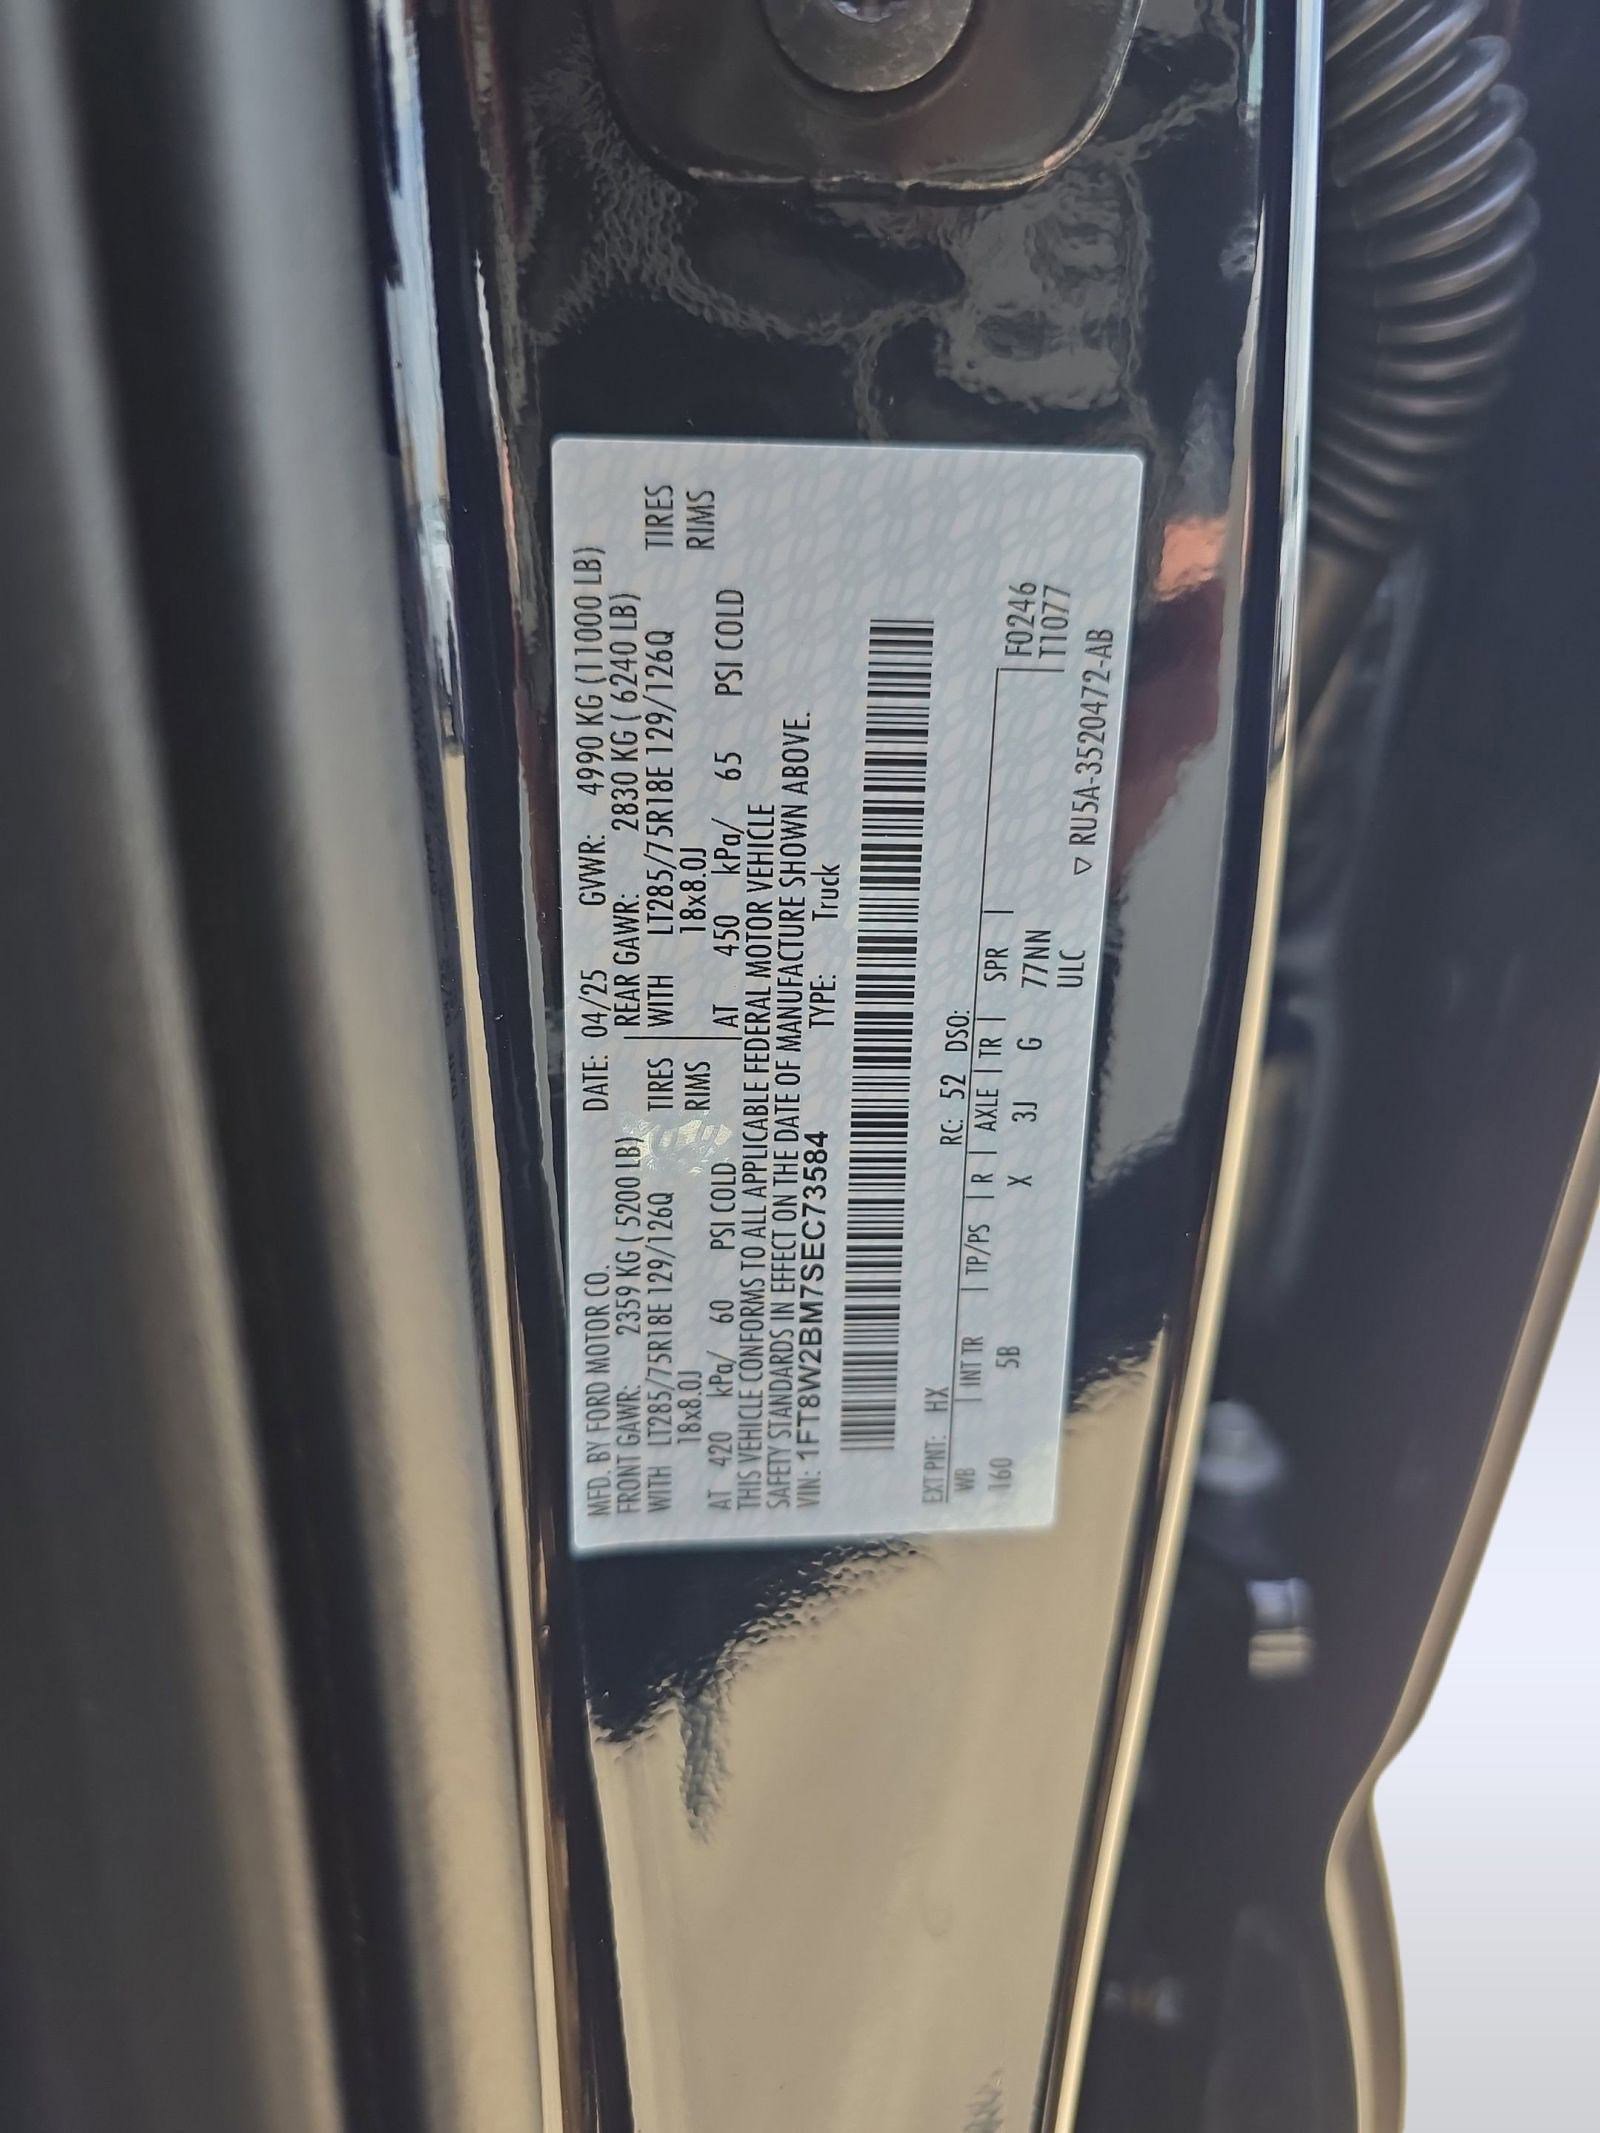 MFD. BY FORD MOTOR CO. DATE: 04/25 GVWR: 4990 KG (11000 LB)
FRONT GAWR: 2359 KG ( 5200 LB) REAR GAWR: 2830 KG ( 6240 LB)
WITH LT285/75R18E 129/126Q TIRES WITH LT285/75R18E 129/126Q TIRES
18x8.0J RIMS 18x8.0J RIMS
AT 420 kPa/ 60 PSI COLD AT 450 kPa/ 65 PSI COLD
THIS VEHICLE CONFORMS TO ALL APPLICABLE FEDERAL MOTOR VEHICLE
SAFETY STANDARDS IN EFFECT ON THE DATE OF MANUFACTURE SHOWN ABOVE.
VIN: 1FT8W2BM7SEC73584 TYPE: Truck
EXT PNT: HX RC: 52 DSO:
WB INT TR TP/PS R AXLE TR SPR F0246
160 5B X 3J G 77NN T1077
ULC
▽ RU5A-3520472-AB